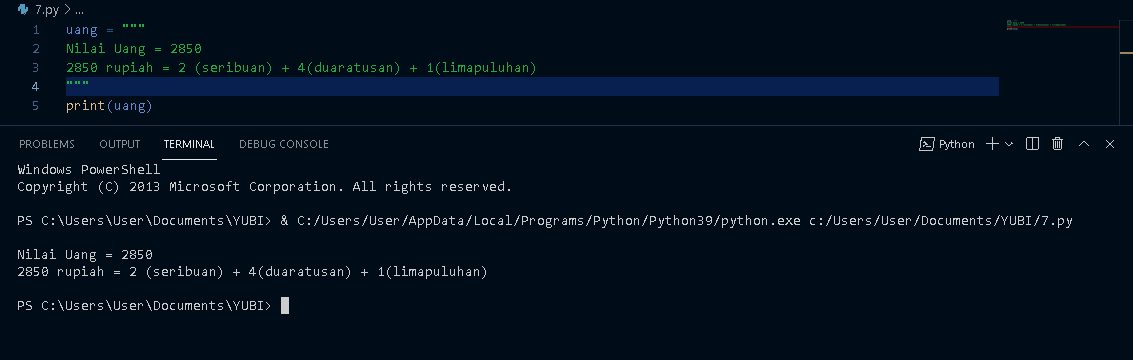 7.py > ...
1 uang = """
2 Nilai Uang = 2850
3 2850 rupiah = 2 (seribuan) + 4(duaratusan) + 1(limapuluhan)
4 """
5 print(uang)
PROBLEMS OUTPUT TERMINAL DEBUG CONSOLE Python
Windows PowerShell
Copyright (C) 2013 Microsoft Corporation. All rights reserved.
PS C:\Users\User\Documents\YUBI> & C:/Users/User/AppData/Local/Programs/Python/Python39/python.exe c:/Users/User/Documents/YUBI/7.py
Nilai Uang = 2850
2850 rupiah = 2 (seribuan) + 4(duaratusan) + 1(limapuluhan)
PS C:\Users\User\Documents\YUBI>